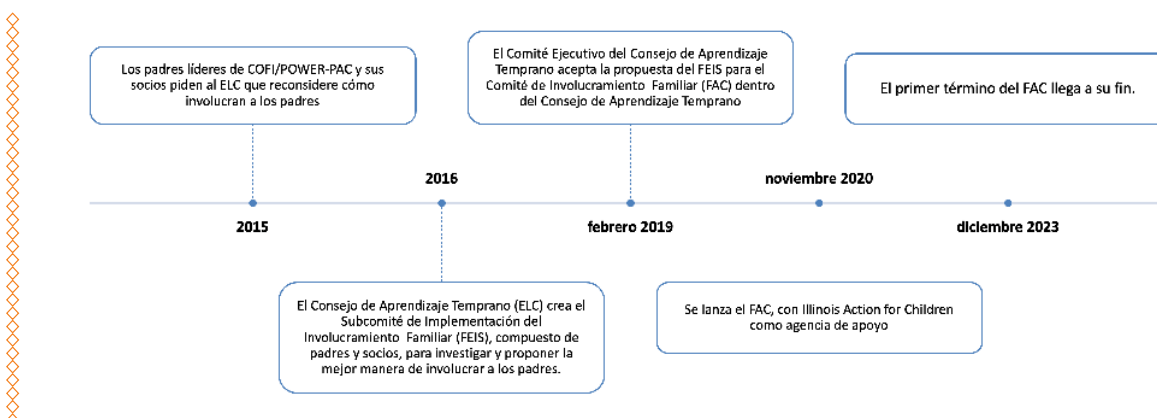 Los padres líderes de COFI/POWER-PAC y sus
socios piden al ELC que reconsidere cómo
involucran a los padres
El Comité Ejecutivo del Consejo de Aprendizaje
Temprano acepta la propuesta del FEIS para el
Comité de Involucramiento Familiar (FAC) dentro
del Consejo de Aprendizaje Temprano
El primer término del FAC llega a su fin.
2016
noviembre 2020
2015
febrero 2019
diciembre 2023
El Consejo de Aprendizaje Temprano (ELC) crea el
Subcomité de Implementación del
Involucramiento Familiar (FEIS), compuesto de
padres y socios, para investigar y proponer la
mejor manera de involucrar a los padres.
Se lanza el FAC, con Illinois Action for Children
como agencia de apoyo